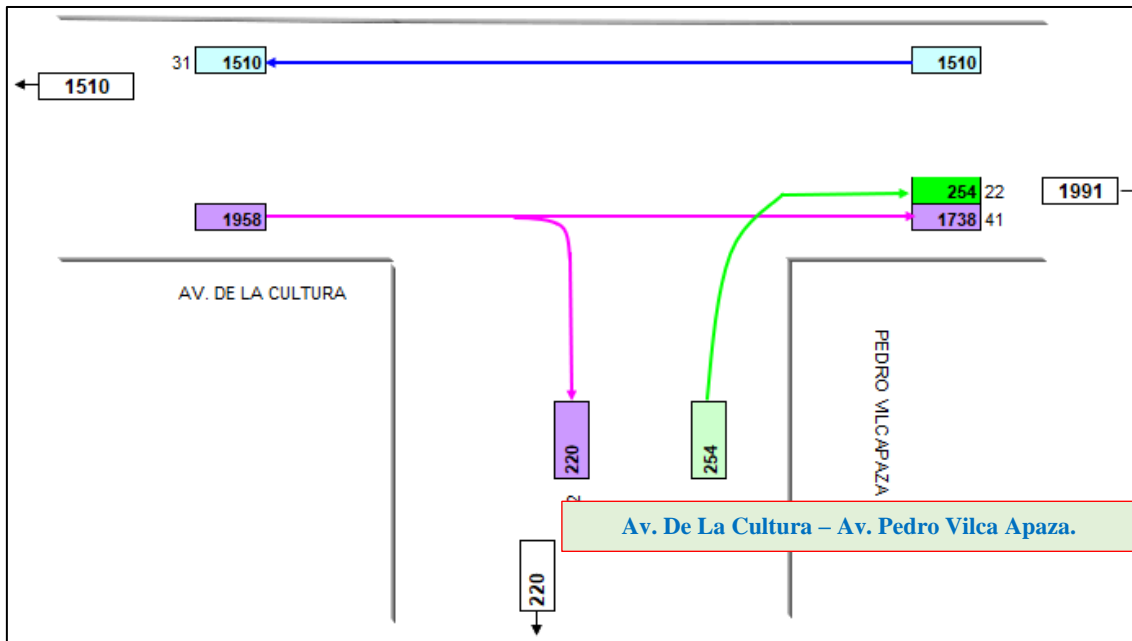 31 1510 1510
1510
254 22 1991
1958 1738 41
AV. DE LA CULTURA
PEDRO VILCAPAZA
220 254
Av. De La Cultura – Av. Pedro Vilca Apaza.
220